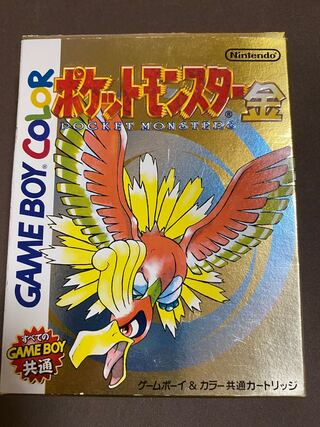 Nintendo
GAME BOY COLOR
ポケットモンスター金
POCKET MONSTERS
すべての
GAME BOY
共通
ゲームボーイ&カラー共通カートリッジ